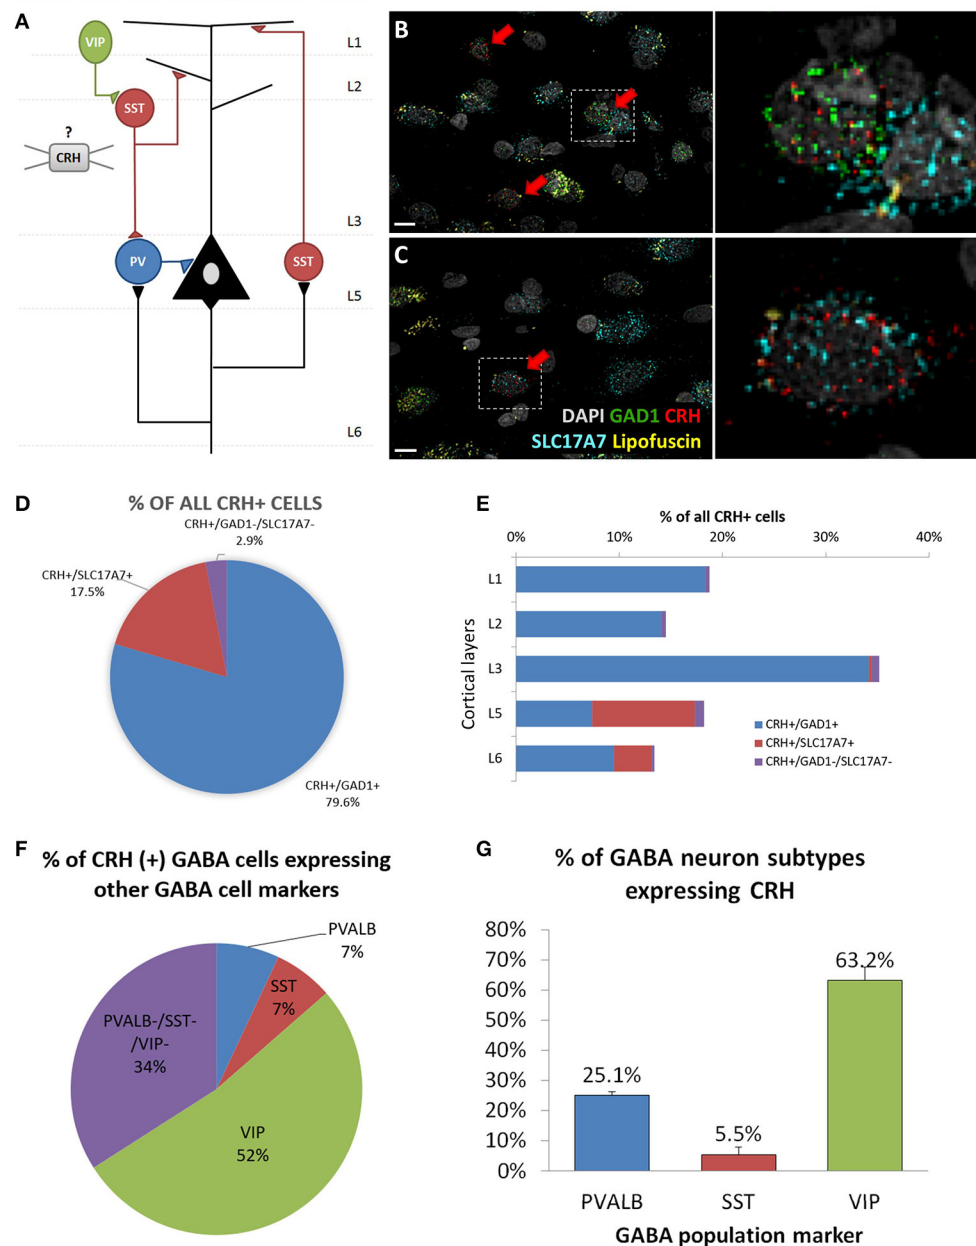 A
VIP
L1
L2
SST
?
CRH
L3
PV
SST
L5
L6
B
C
DAPI GAD1 CRH
SLC17A7 Lipofuscin
D
% OF ALL CRH+ CELLS
CRH+/GAD1-/SLC17A7-
2.9%
CRH+/SLC17A7+
17.5%
CRH+/GAD1+
79.6%
E
% of all CRH+ cells
0% 10% 20% 30% 40%
Cortical layers
L1
L2
L3
L5
L6
CRH+/GAD1+
CRH+/SLC17A7+
CRH+/GAD1-/SLC17A7-
F
% of CRH (+) GABA cells expressing
other GABA cell markers
PVALB
7%
SST
7%
PVALB-/SST-
/VIP-
34%
VIP
52%
G
% of GABA neuron subtypes
expressing CRH
80%
70%
60%
50%
40%
30%
20%
10%
0%
25.1%
5.5%
63.2%
PVALB SST VIP
GABA population marker